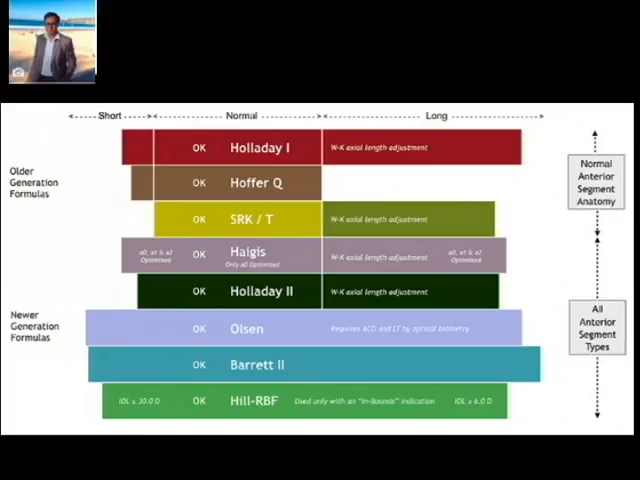 Short Normal Long
OK Holladay I W-K axial length adjustment
Older
Generation
Formulas
OK Hoffer Q
OK SRK / T W-K axial length adjustment
Normal
Anterior
Segment
Anatomy
a0, a1 & a2
Optimized
OK Haigis
Only a0 Optimized
W-K axial length adjustment
a0, a1 & a2
Optimized
OK Holladay II W-K axial length adjustment
Newer
Generation
Formulas
OK Olsen Requires ACD and LT by optical biometry
All
Anterior
Segment
Types
OK Barrett II
IOL ≤ 30.0 D OK Hill-RBF Used only with an "In-Bounds" indication IOL ≥ 6.0 D